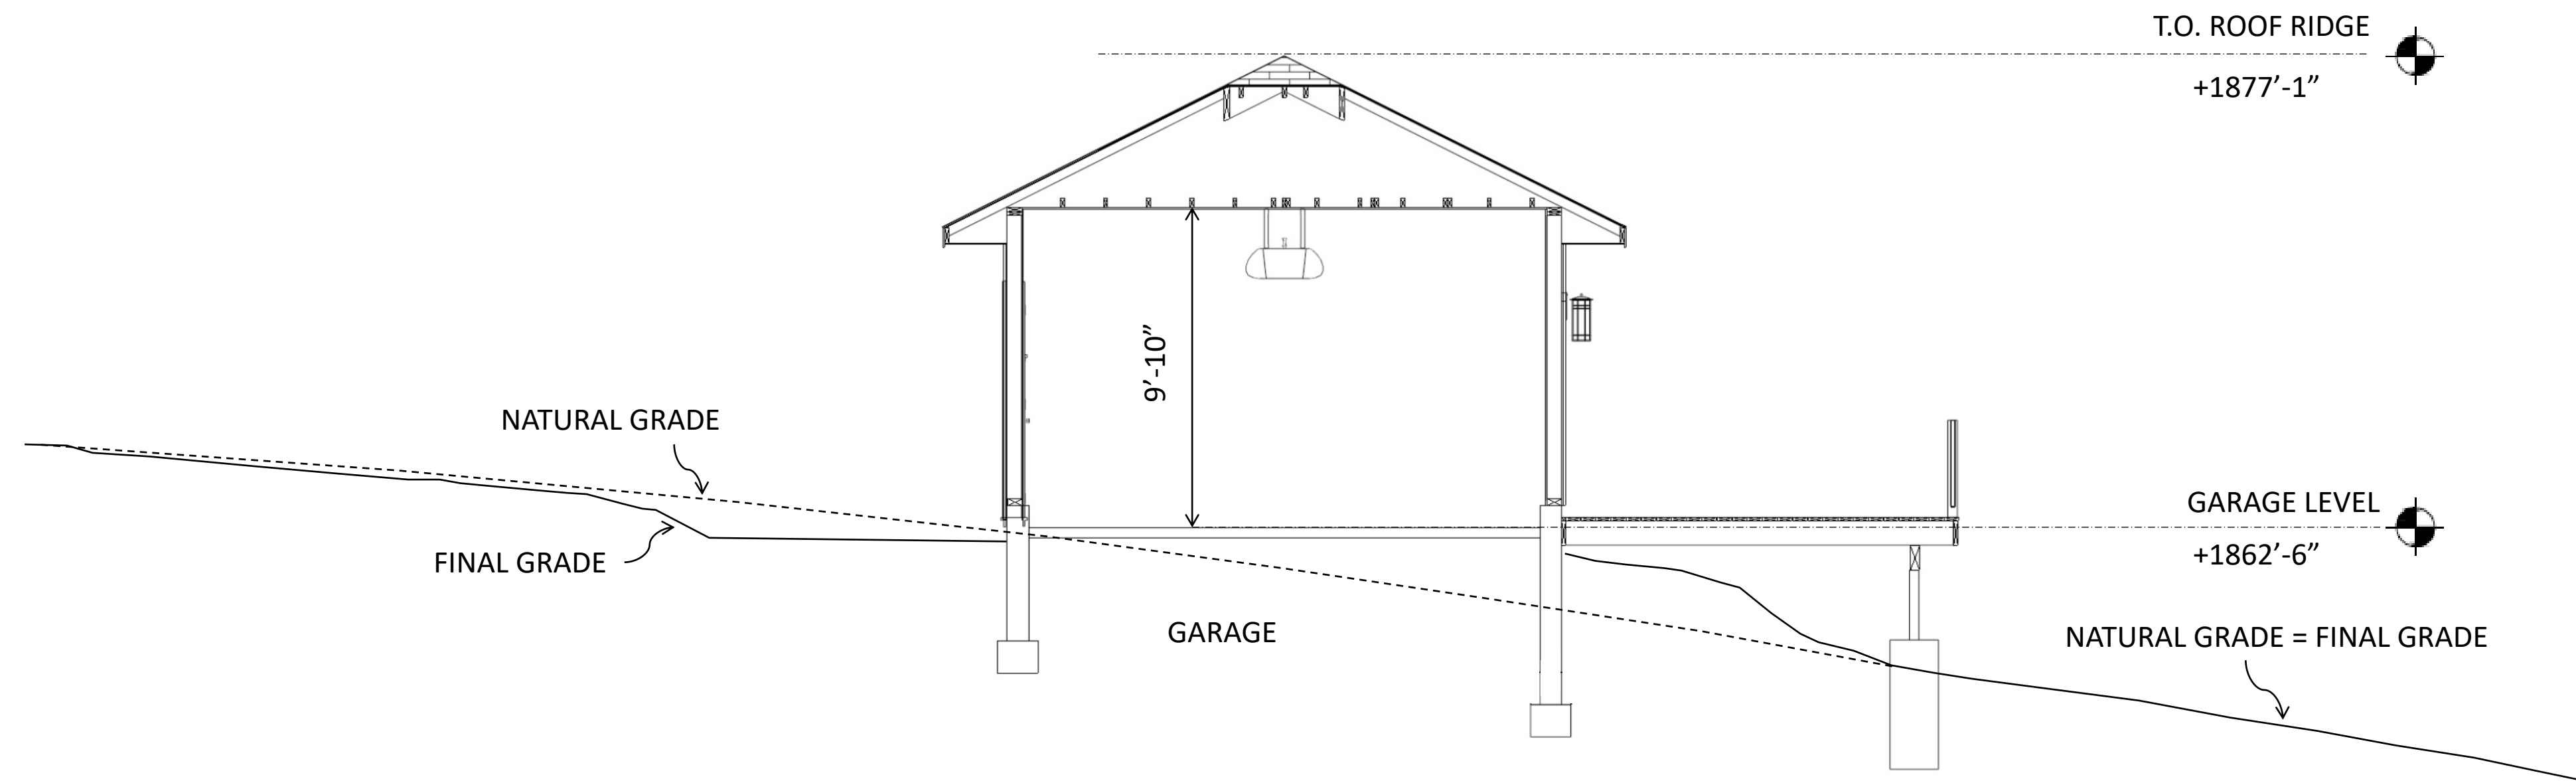 T.O. ROOF RIDGE
+1877’-1”
9’-10”
NATURAL GRADE
FINAL GRADE
GARAGE LEVEL
+1862’-6”
GARAGE
NATURAL GRADE = FINAL GRADE